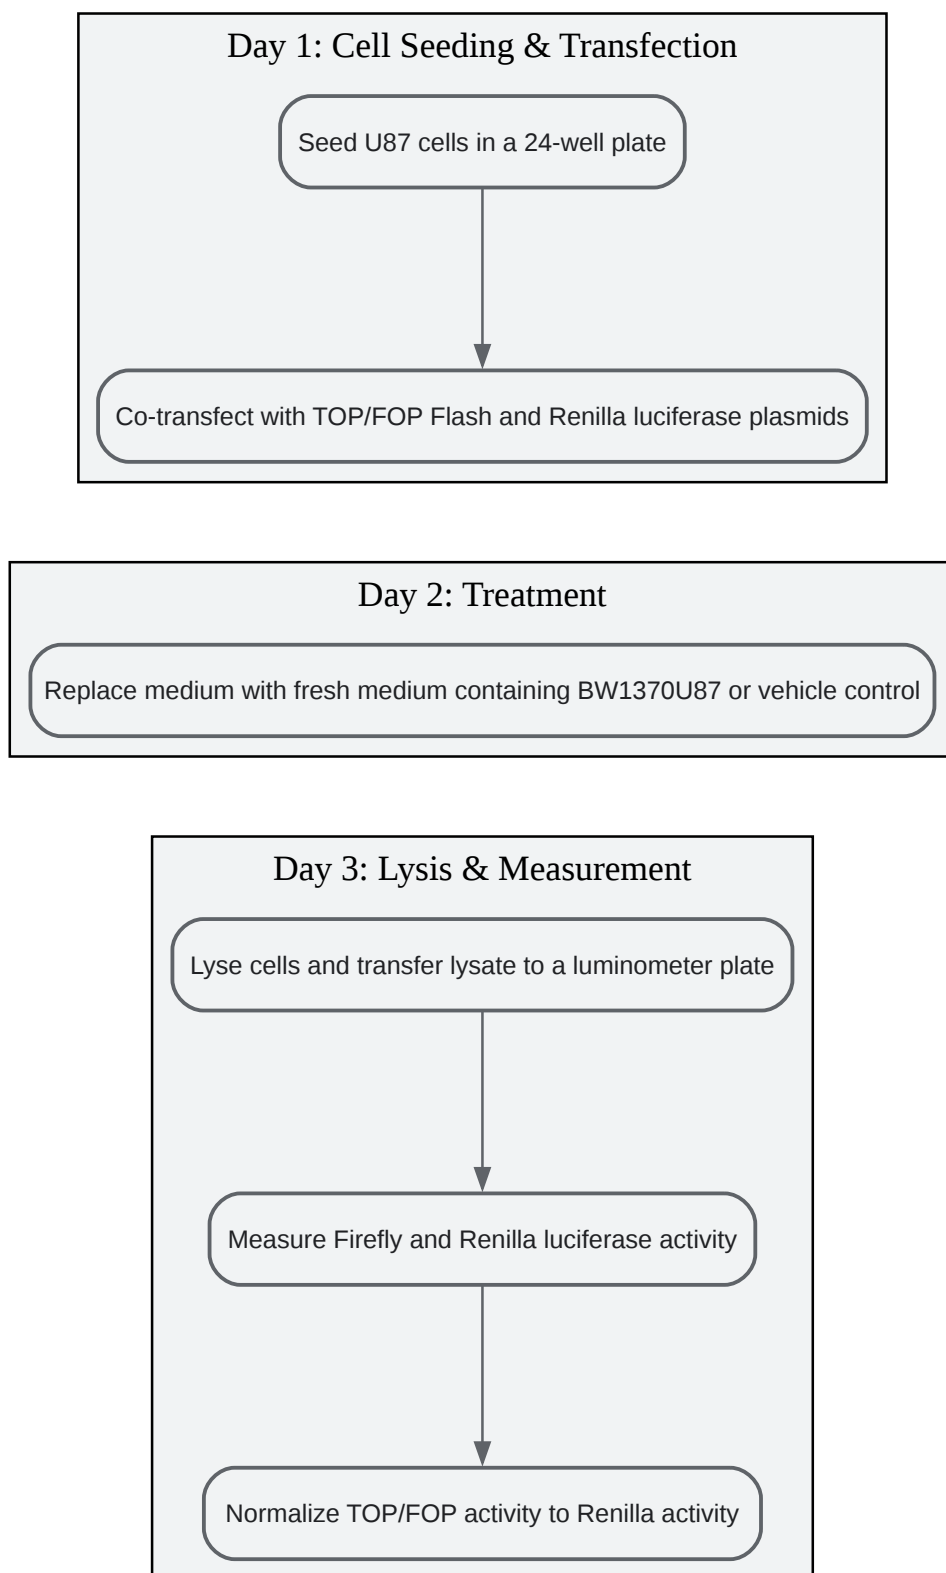 Day 1: Cell Seeding & Transfection
Seed U87 cells in a 24-well plate
Co-transfect with TOP/FOP Flash and Renilla luciferase plasmids
Day 2: Treatment
Replace medium with fresh medium containing BW1370U87 or vehicle control
Day 3: Lysis & Measurement
Lyse cells and transfer lysate to a luminometer plate
Measure Firefly and Renilla luciferase activity
Normalize TOP/FOP activity to Renilla activity